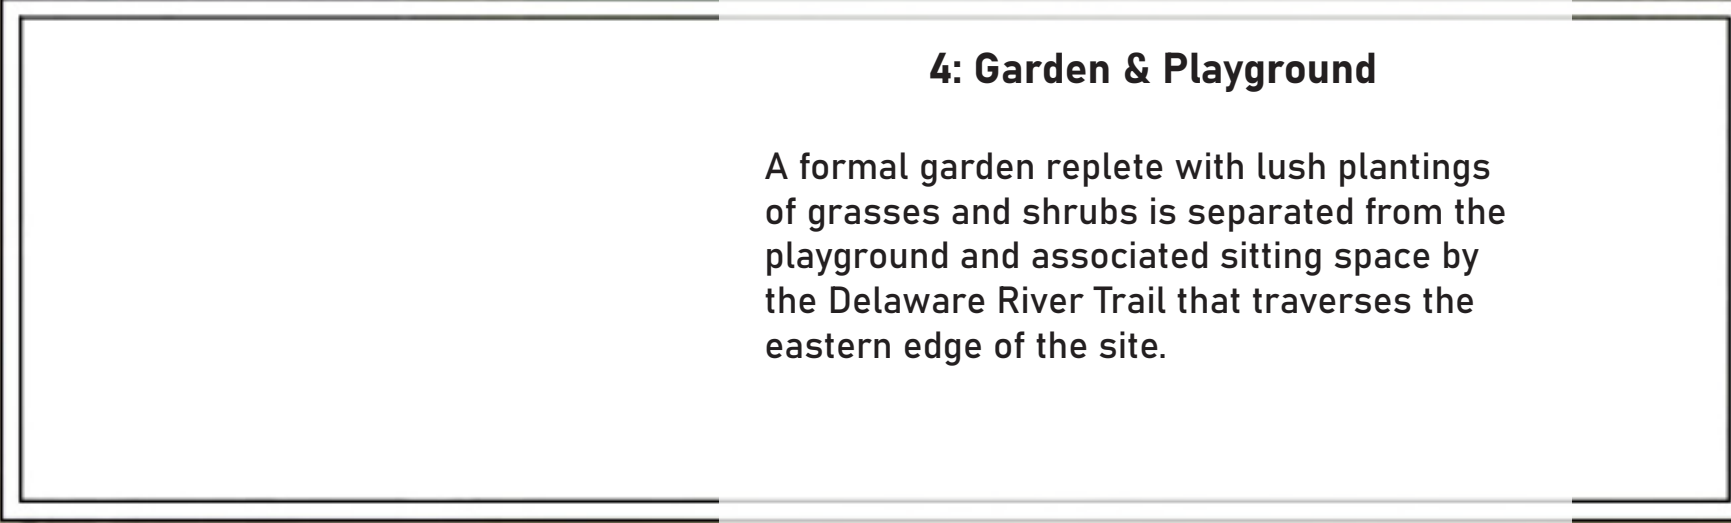 4: Garden & Playground
A formal garden replete with lush plantings
of grasses and shrubs is separated from the
playground and associated sitting space by
the Delaware River Trail that traverses the
eastern edge of the site.